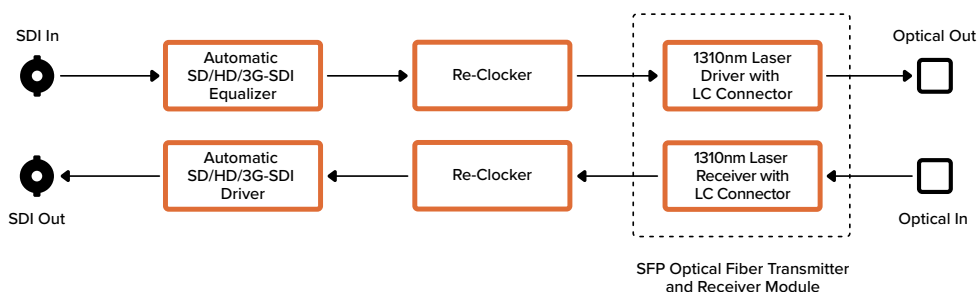 SDI In
Automatic
SD/HD/3G-SDI
Equalizer
Re-Clocker
1310nm Laser
Driver with
LC Connector
Optical Out
Automatic
SD/HD/3G-SDI
Driver
Re-Clocker
1310nm Laser
Receiver with
LC Connector
SDI Out
Optical In
SFP Optical Fiber Transmitter
and Receiver Module